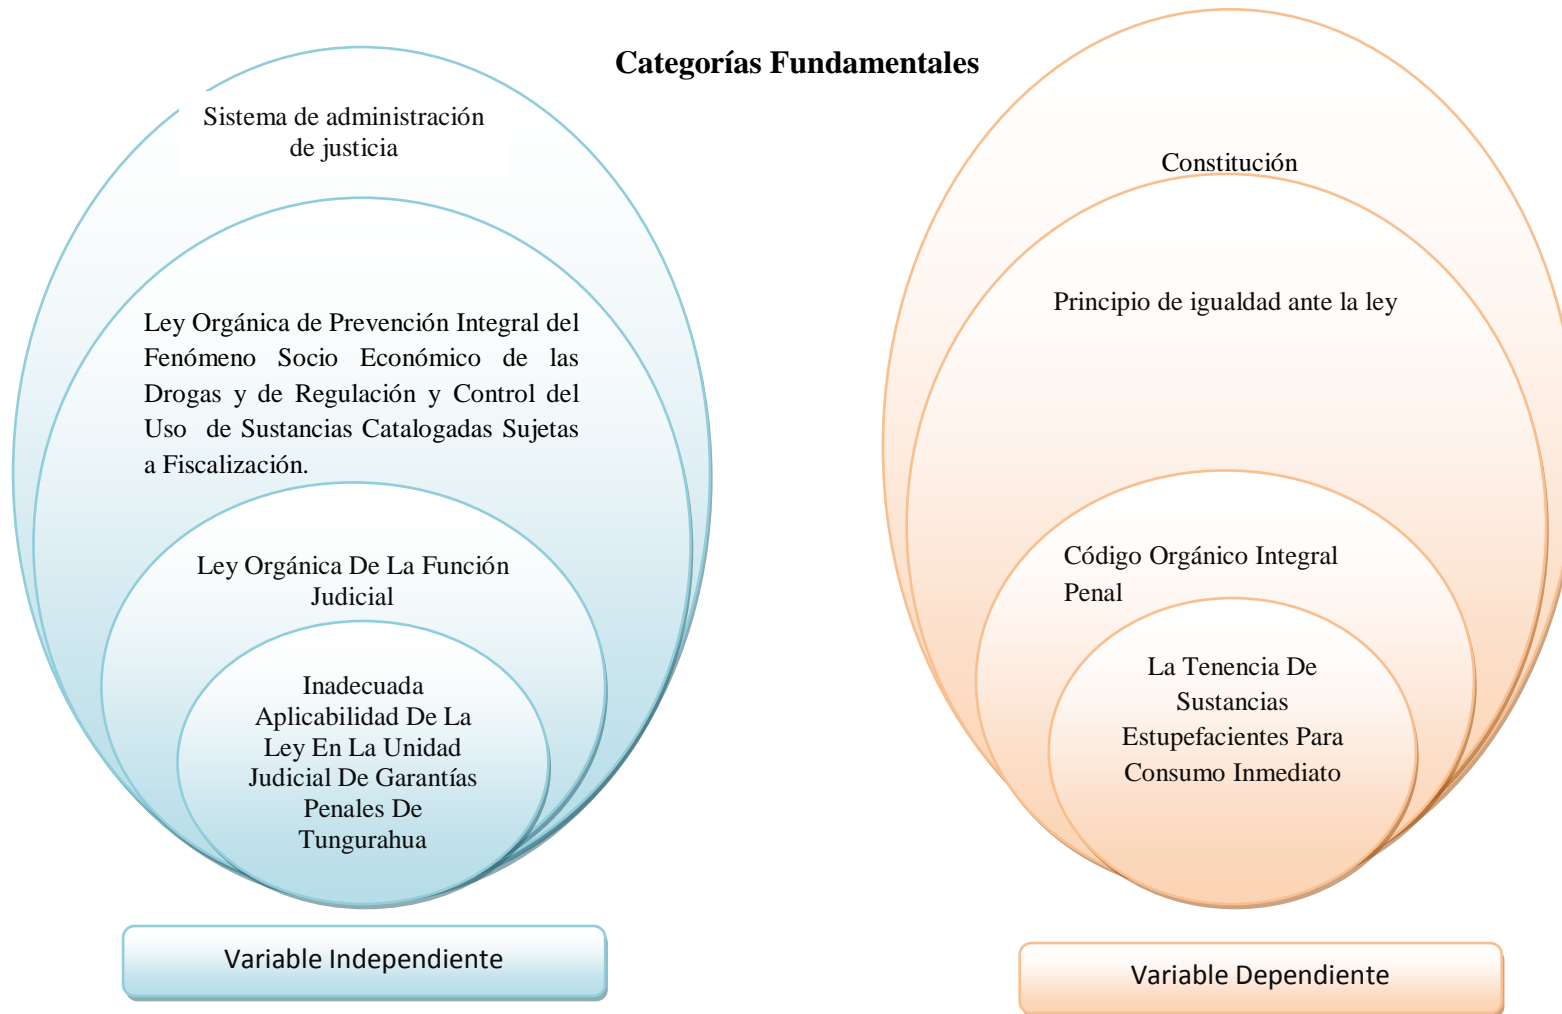 Categorías Fundamentales
Sistema de administración
de justicia
Ley Orgánica de Prevención Integral del
Fenómeno Socio Económico de las
Drogas y de Regulación y Control del
Uso de Sustancias Catalogadas Sujetas
a Fiscalización.
Ley Orgánica De La Función
Judicial
Inadecuada
Aplicabilidad De La
Ley En La Unidad
Judicial De Garantías
Penales De
Tungurahua
Variable Independiente
Constitución
Principio de igualdad ante la ley
Código Orgánico Integral
Penal
La Tenencia De
Sustancias
Estupefacientes Para
Consumo Inmediato
Variable Dependiente